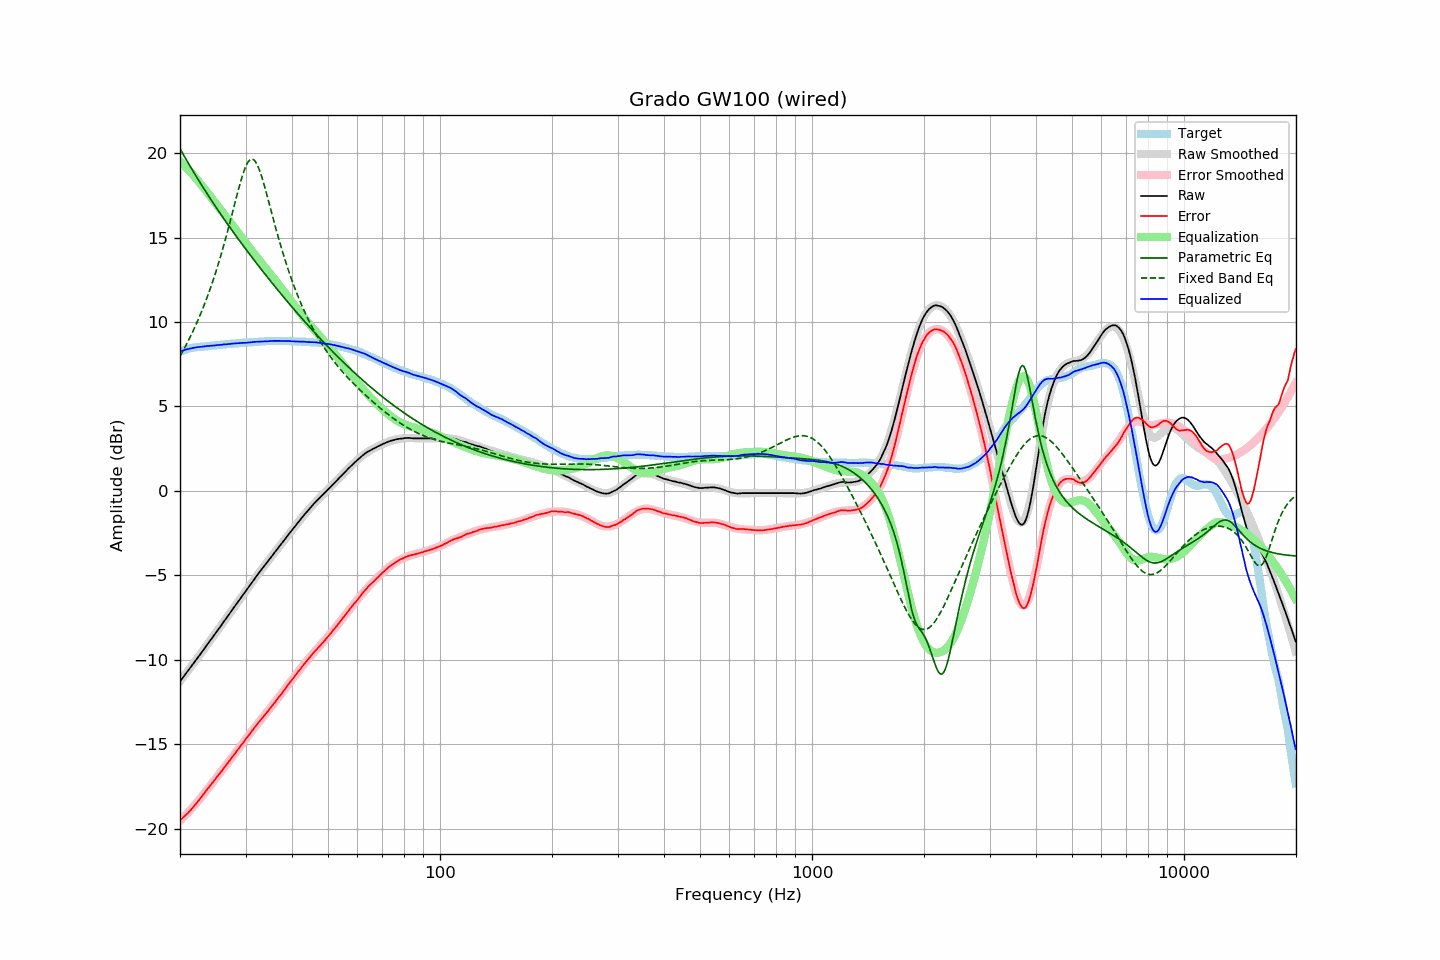 Grado GW100 (wired)
Target
Raw Smoothed
Error Smoothed
Raw
Error
Equalization
Parametric Eq
Fixed Band Eq
Equalized
Amplitude (dBr)
20
15
10
5
0
−5
−10
−15
−20
100
1000
10000
Frequency (Hz)